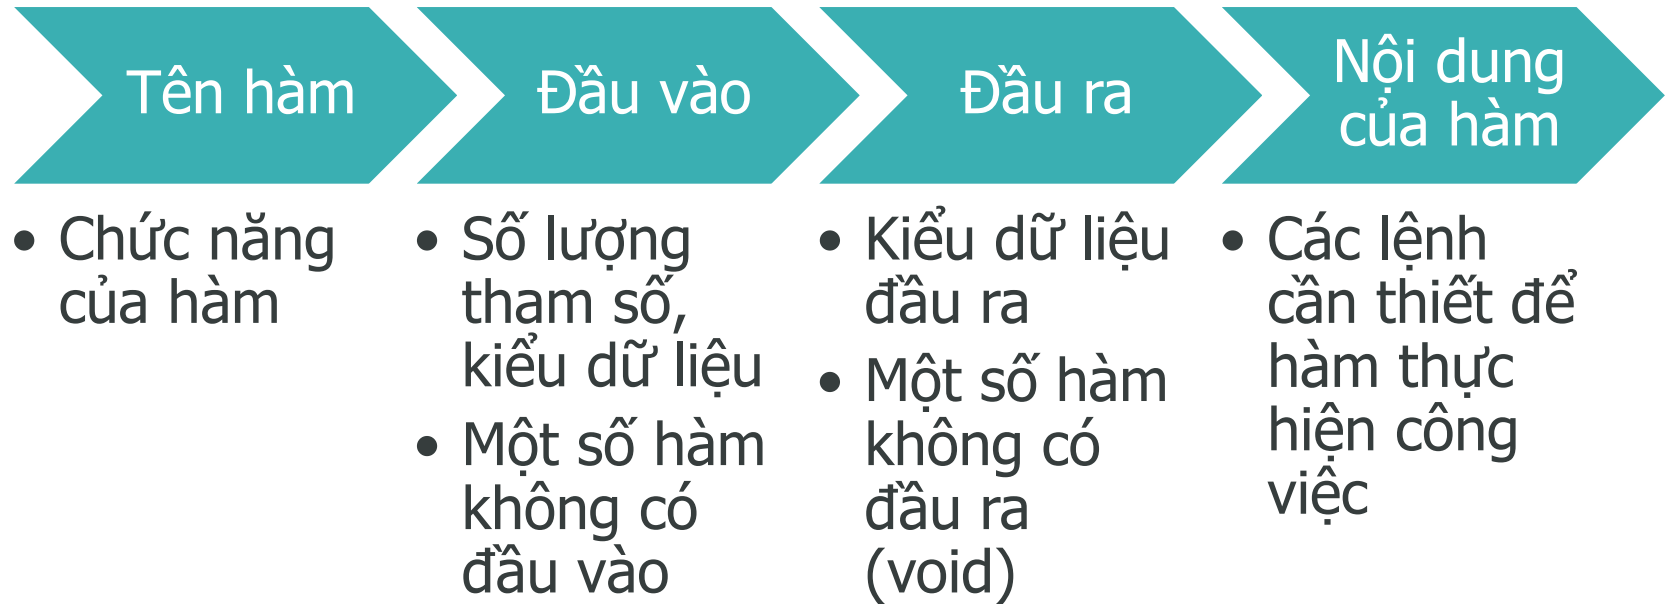 Tên hàm
• Chức năng
của hàm
Đầu vào
• Số lượng
tham số,
kiểu dữ liệu
• Một số hàm
không có
đầu vào
Đầu ra
• Kiểu dữ liệu
đầu ra
• Một số hàm
không có
đầu ra
(void)
Nội dung
của hàm
• Các lệnh
cần thiết để
hàm thực
hiện công
việc